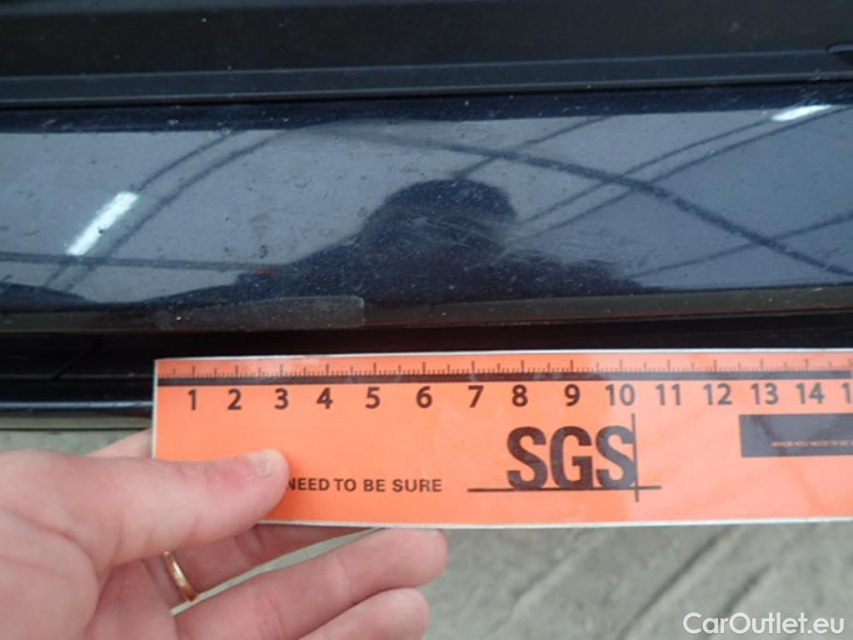 1 2 3 4 5 6 7 8 9 10 11 12 13 14 1
SGS
NEED TO BE SURE
CarOutlet.eu